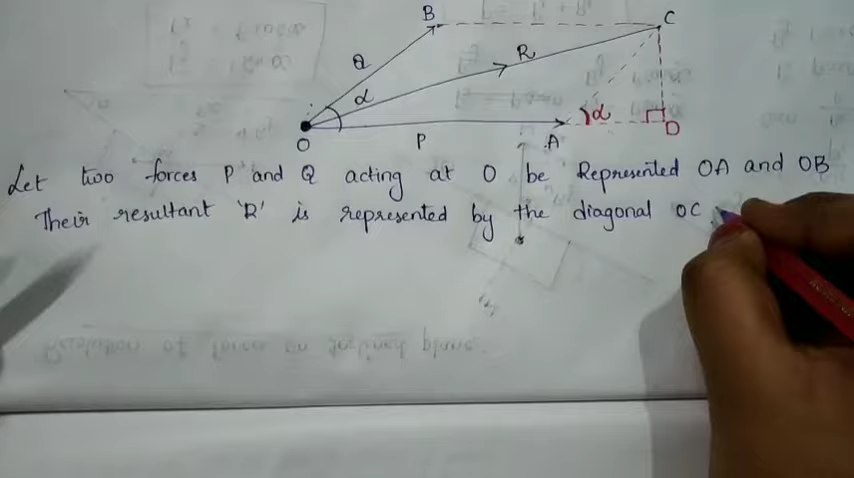 B
C
Q
R
α
α
O
P
A
D
Let two forces P and Q acting at O be Represented OA and OB
Their resultant 'R' is represented by the diagonal OC